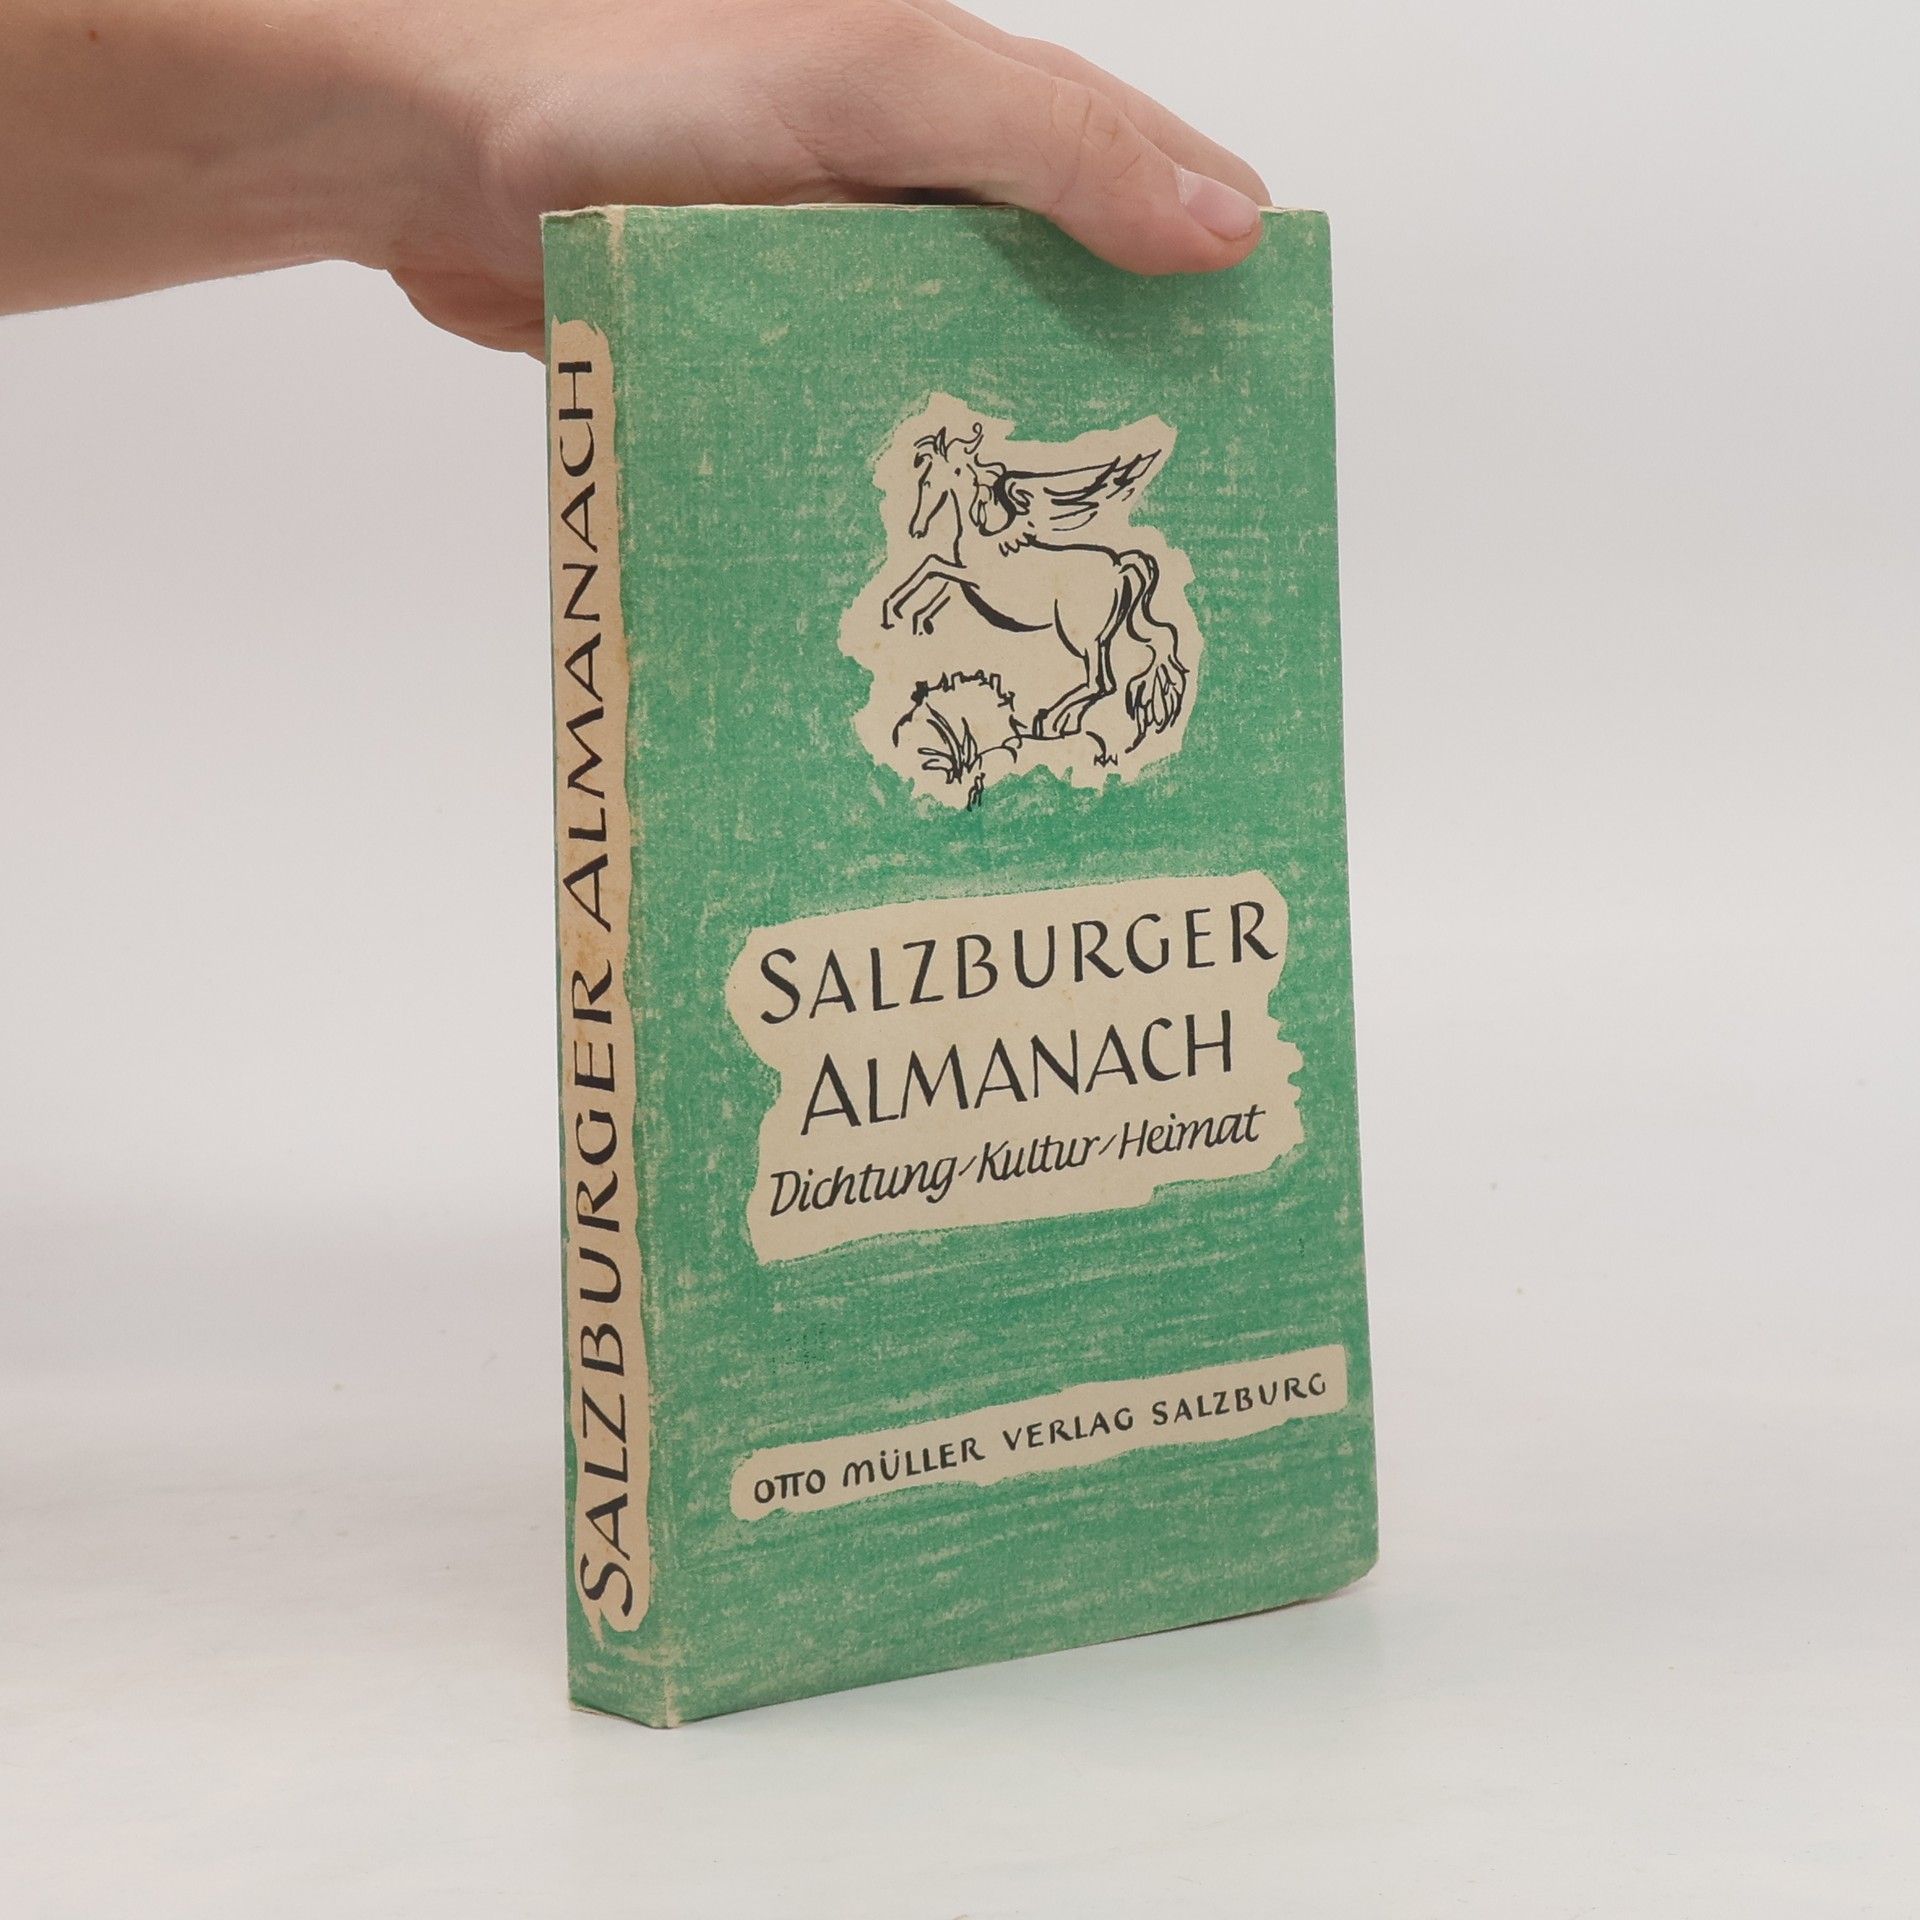 SALZBURGER ALMANACH
SALZBURGER
ALMANACH
Dichtung-Kultur-Heimat
OTTO MÜLLER VERLAG SALZBURG